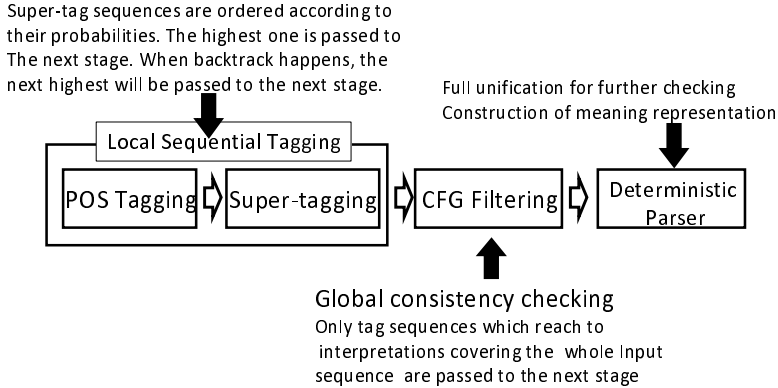 Super-tag sequences are ordered according to
their probabilities. The highest one is passed to
The next stage. When backtrack happens, the
next highest will be passed to the next stage.
Full unification for further checking
Construction of meaning representation
Local Sequential Tagging
POS Tagging
Super-tagging
CFG Filtering
Deterministic
Parser
Global consistency checking
Only tag sequences which reach to
interpretations covering the whole Input
sequence are passed to the next stage